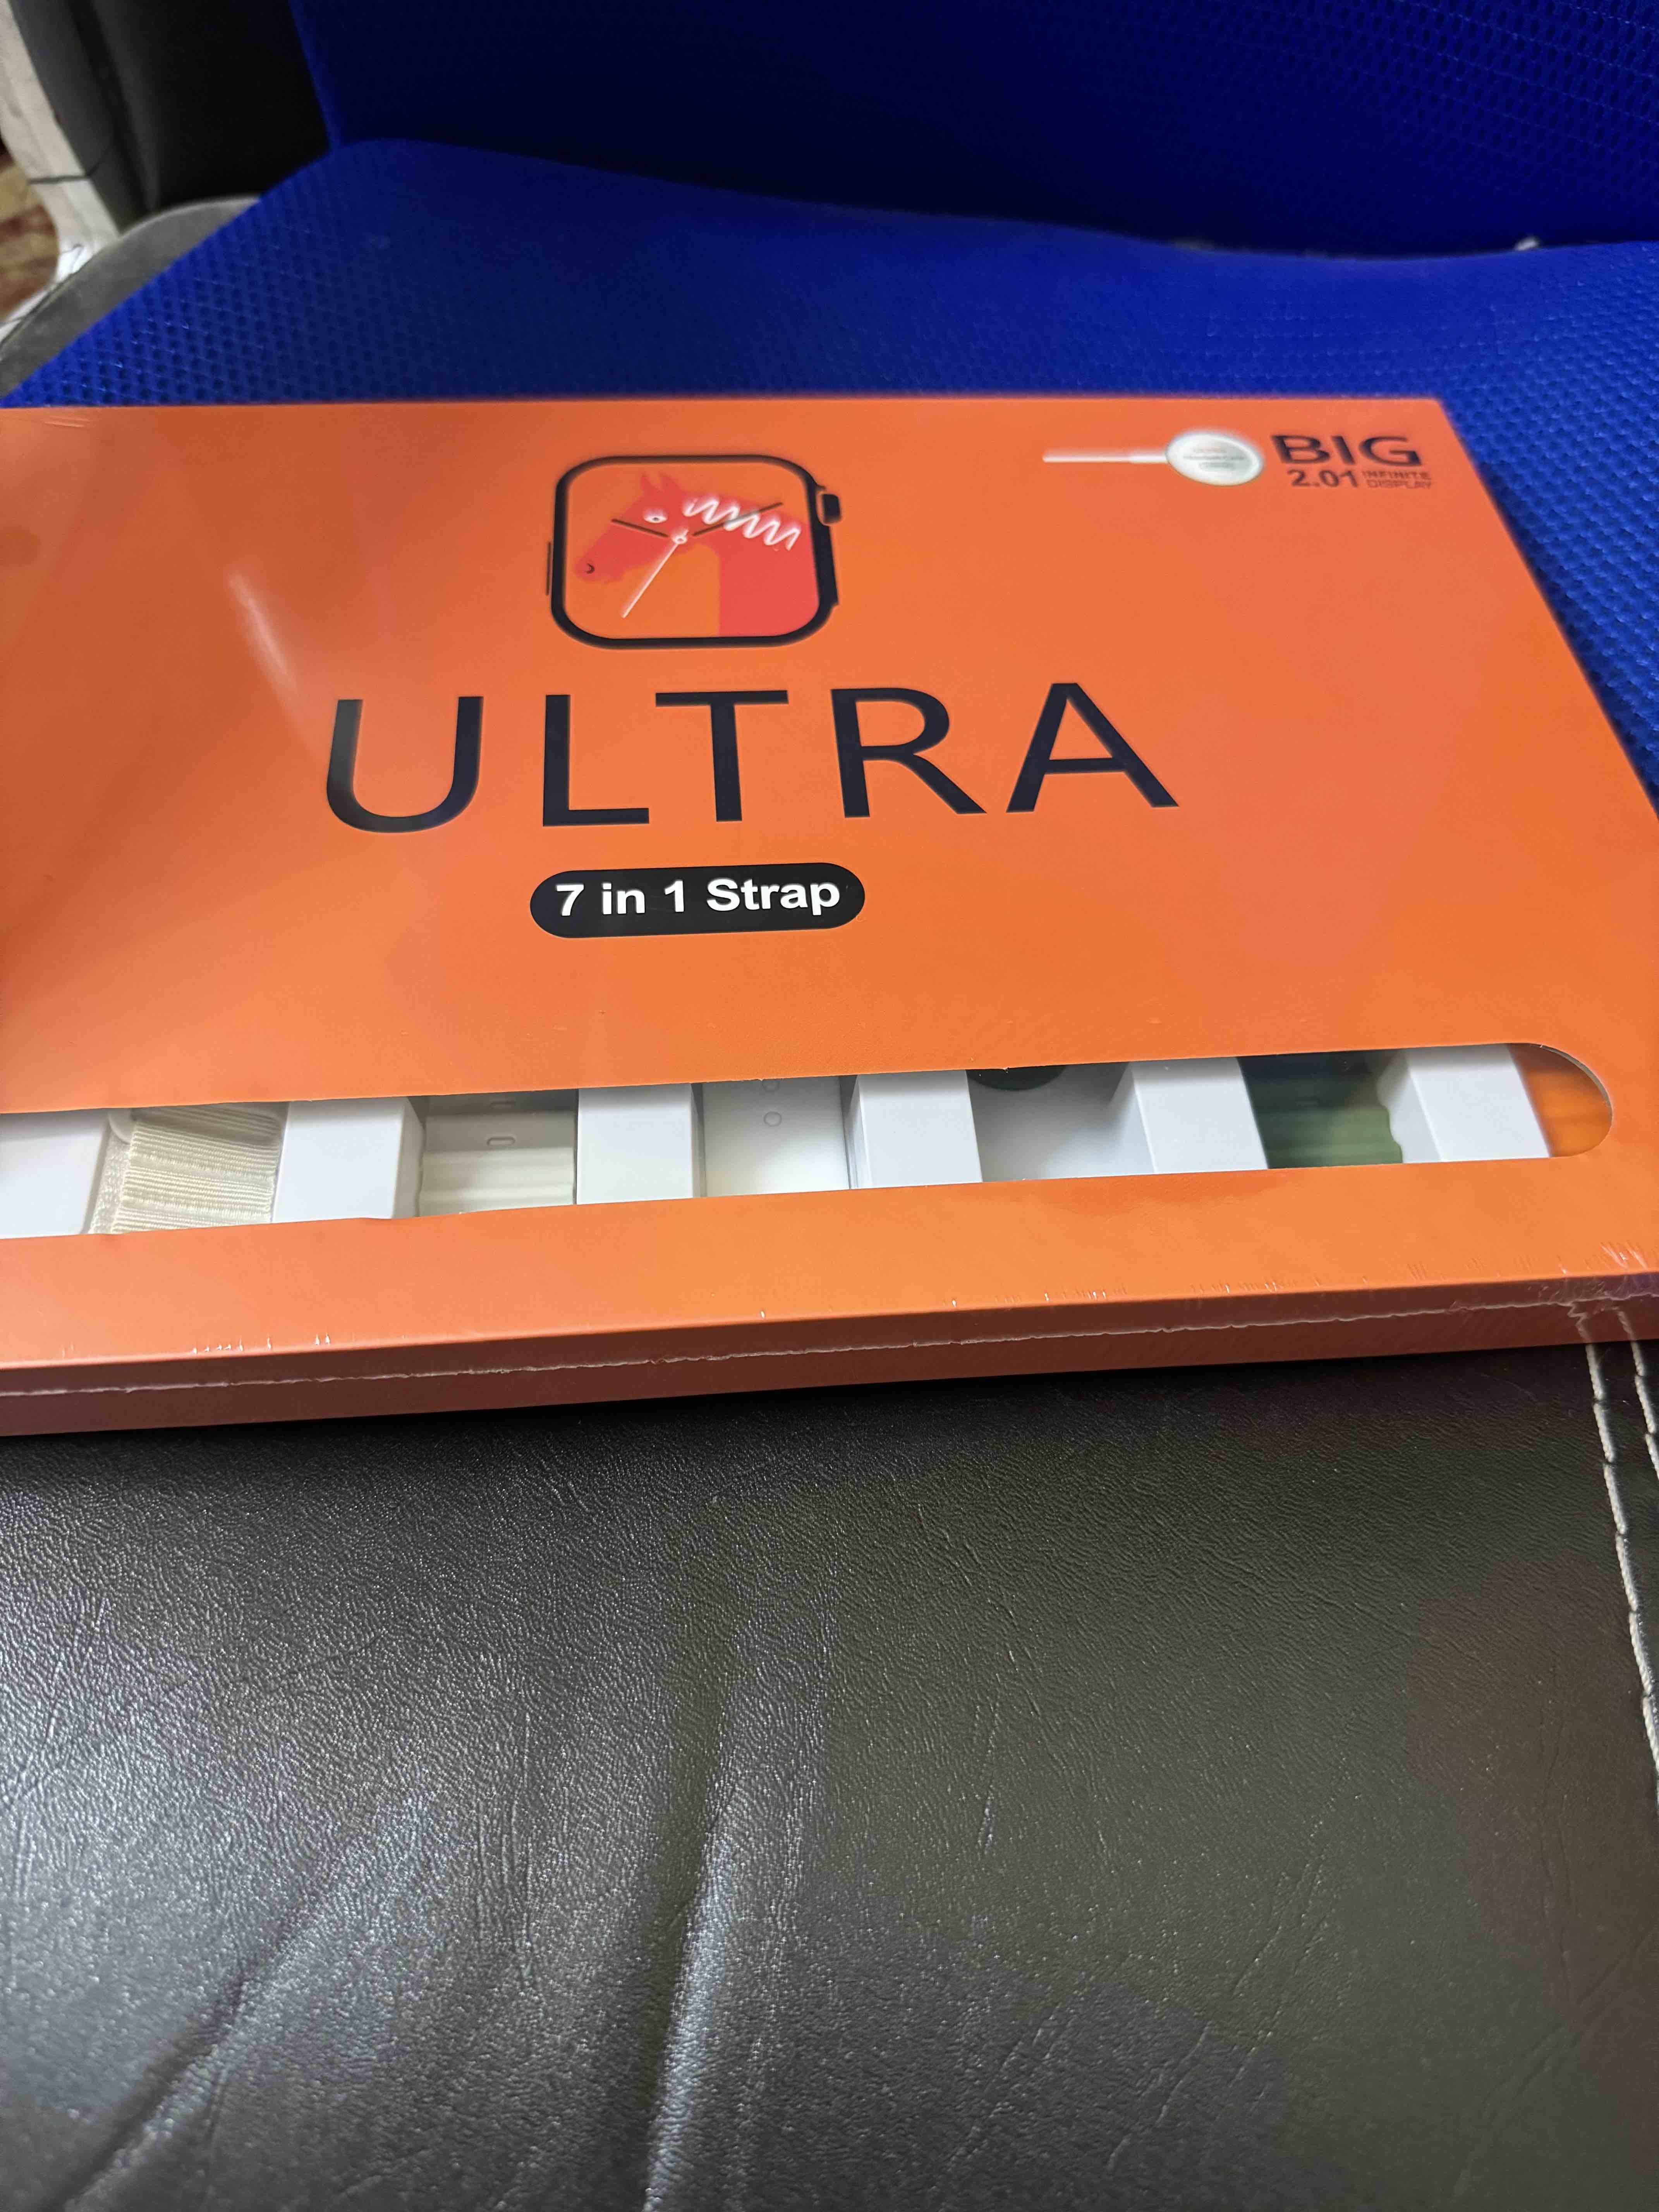 BIG
2.01 INFINITE
DISPLAY
ULTRA
7 in 1 Strap